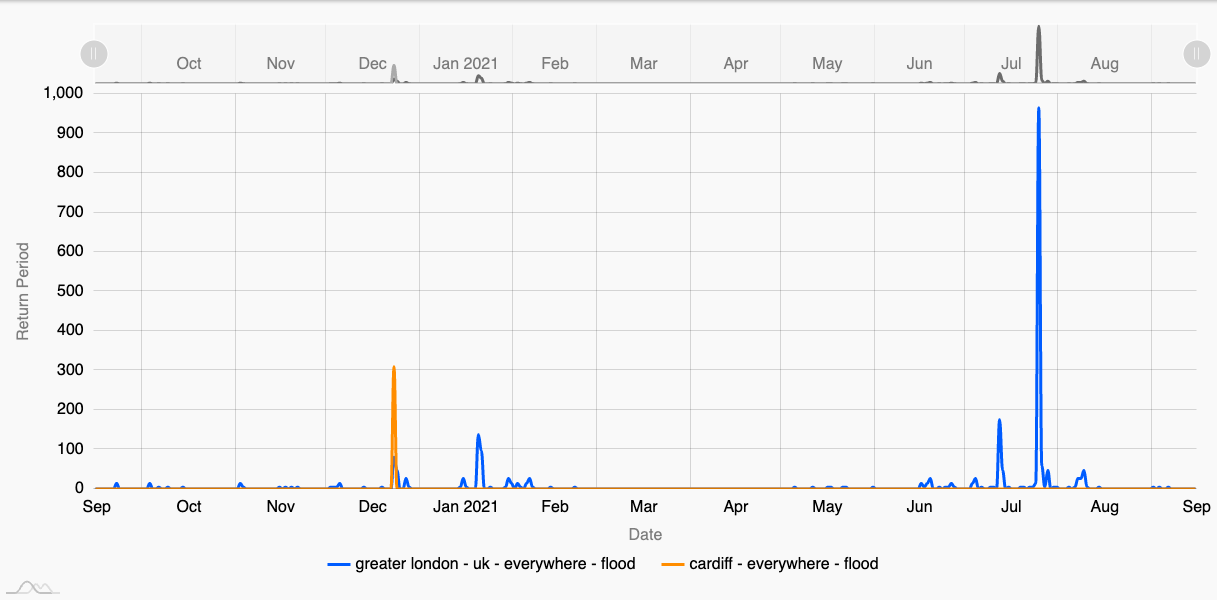 Oct Nov Dec Jan 2021 Feb Mar Apr May Jun Jul Aug
1,000
900
800
700
600
500
400
300
200
100
0
Return Period
Sep Oct Nov Dec Jan 2021 Feb Mar Apr May Jun Jul Aug Sep
Date
greater london - uk - everywhere - flood cardiff - everywhere - flood